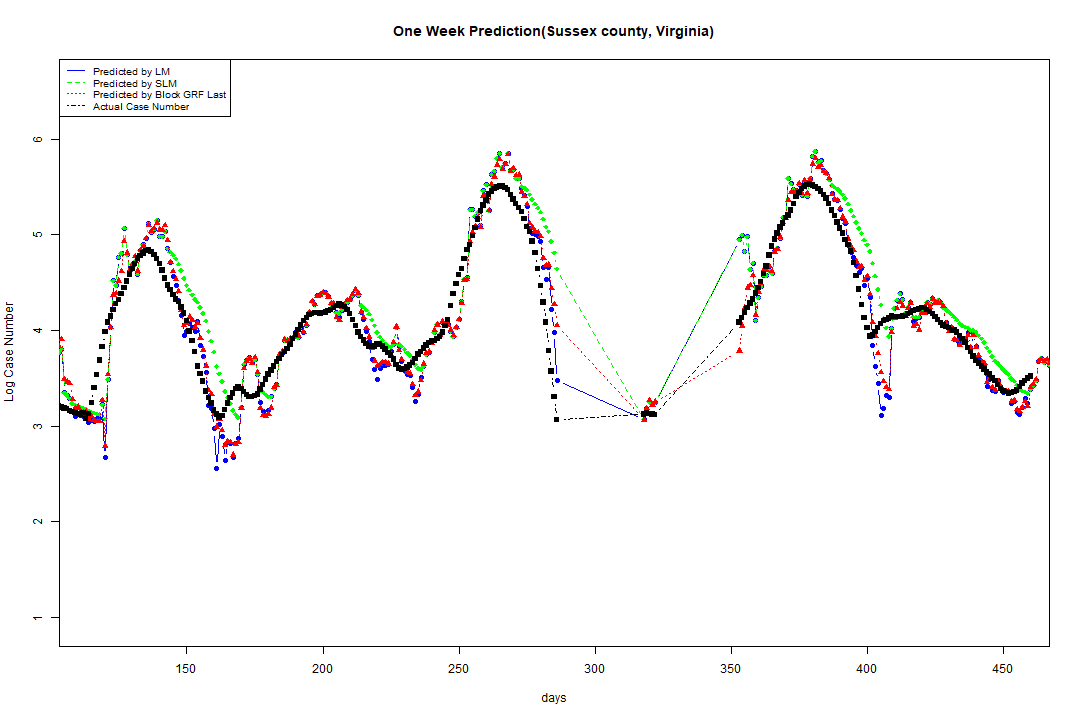 One Week Prediction(Sussex county, Virginia)
Predicted by LM
Predicted by SLM
Predicted by Block GRF Last
Actual Case Number
Log Case Number
6
5
4
3
2
1
150 200 250 300 350 400 450
days